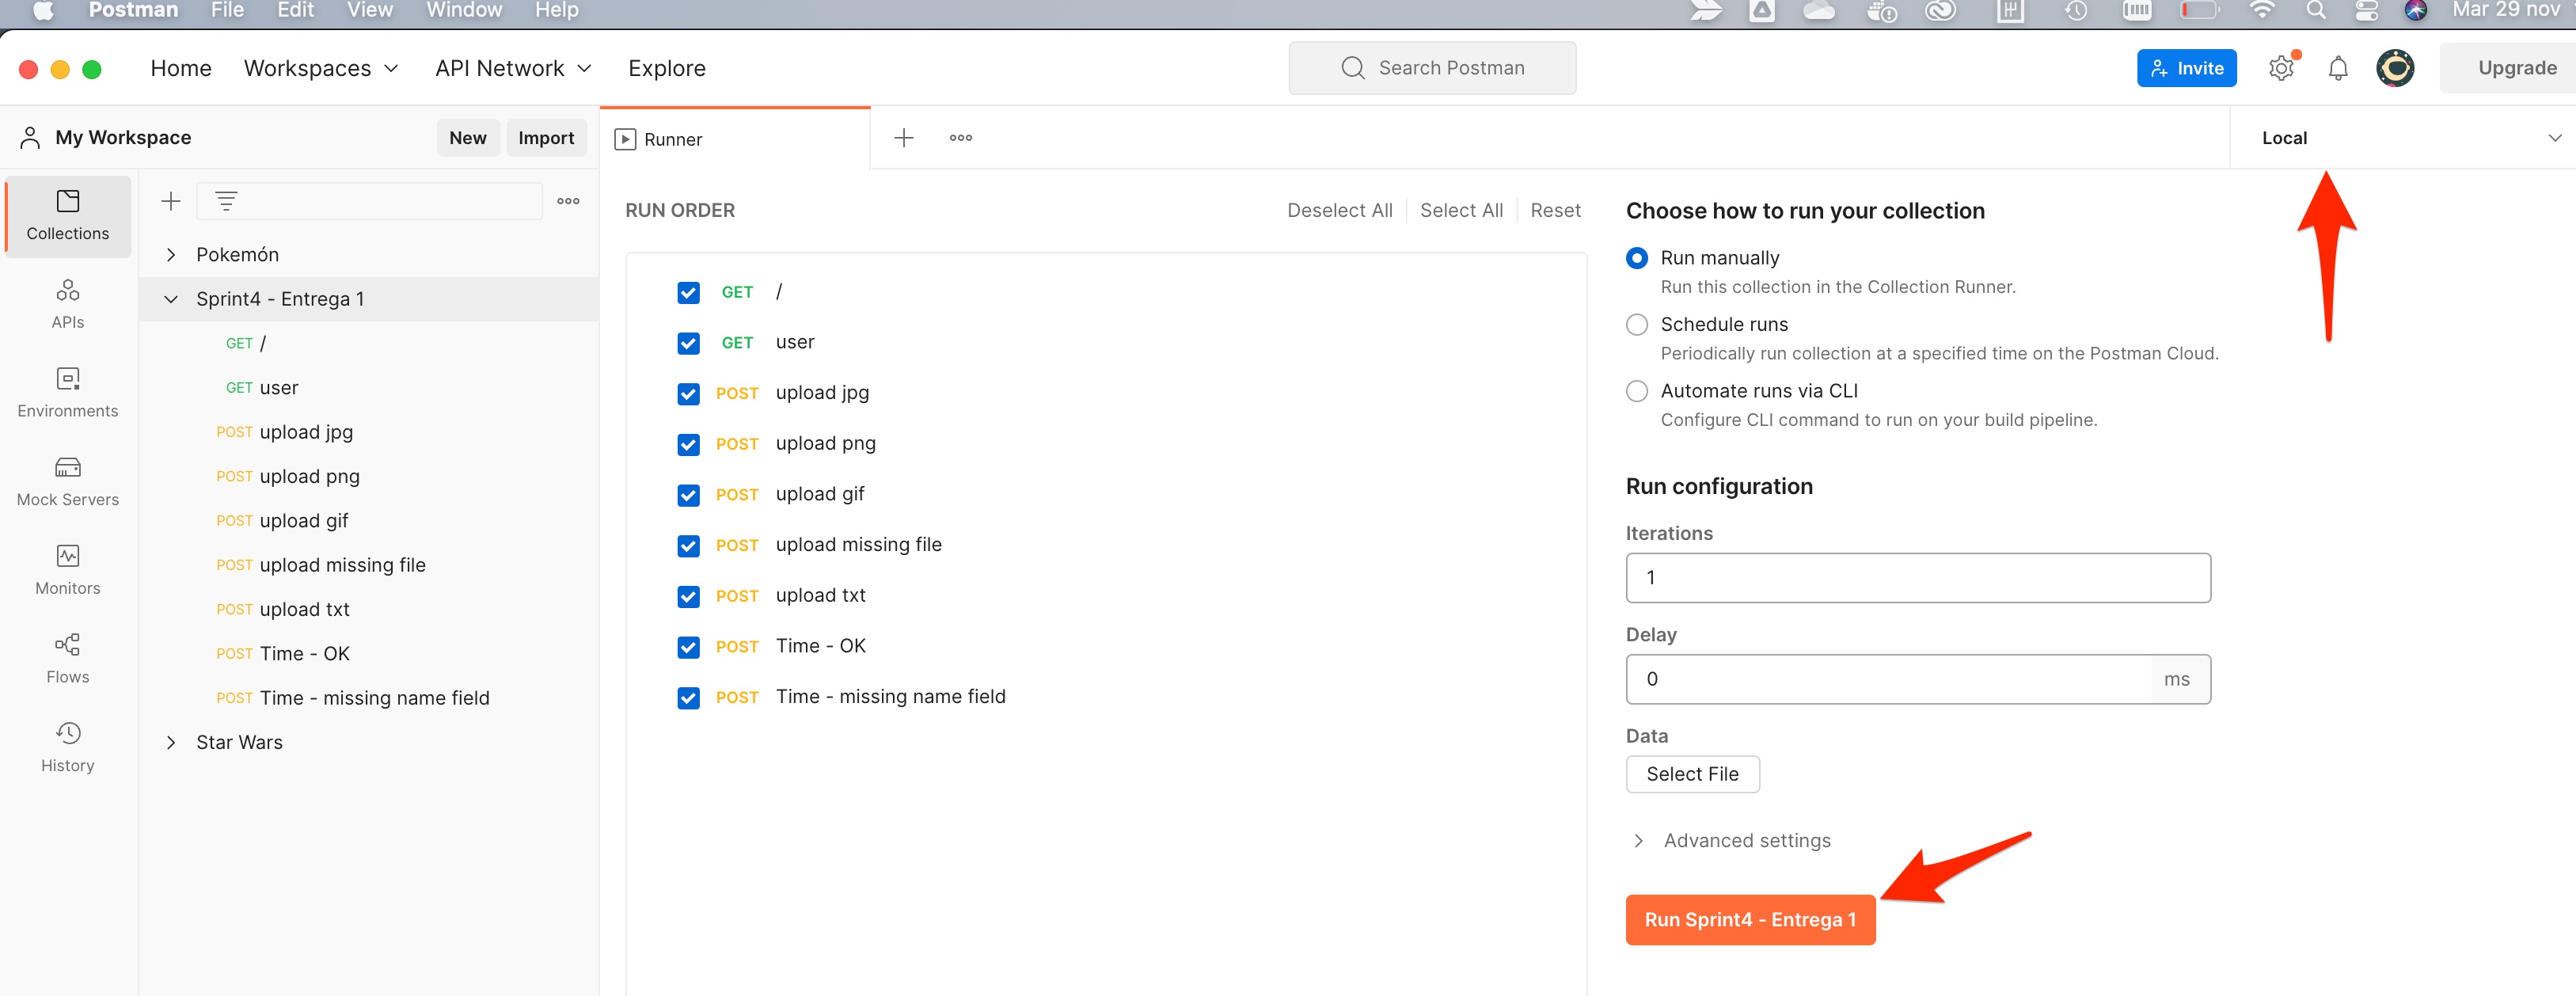 Postman File Edit View Window Help Mar 29 nov
Home Workspaces API Network Explore Search Postman Invite Upgrade
My Workspace New Import Runner Local
Collections
APIs
Environments
Mock Servers
Monitors
Flows
History
Pokemón
Sprint4 - Entrega 1
GET /
GET user
POST upload jpg
POST upload png
POST upload gif
POST upload missing file
POST upload txt
POST Time - OK
POST Time - missing name field
Star Wars
RUN ORDER Deselect All Select All Reset
GET /
GET user
POST upload jpg
POST upload png
POST upload gif
POST upload missing file
POST upload txt
POST Time - OK
POST Time - missing name field
Choose how to run your collection
Run manually
Run this collection in the Collection Runner.
Schedule runs
Periodically run collection at a specified time on the Postman Cloud.
Automate runs via CLI
Configure CLI command to run on your build pipeline.
Run configuration
Iterations
1
Delay
0 ms
Data
Select File
Advanced settings
Run Sprint4 - Entrega 1